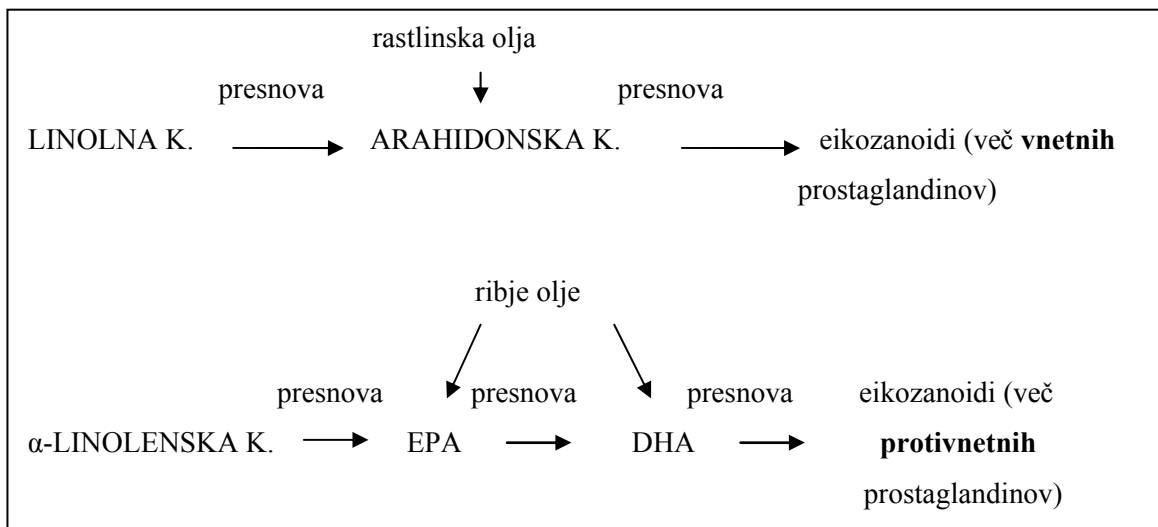 rastlinska olja
presnova presnova
LINOLNA K. ARAHIDONSKA K. eikozanoidi (več vnetnih
prostaglandinov)
ribje olje
presnova presnova presnova eikozanoidi (več
α-LINOLENSKA K. EPA DHA protivnetnih
prostaglandinov)